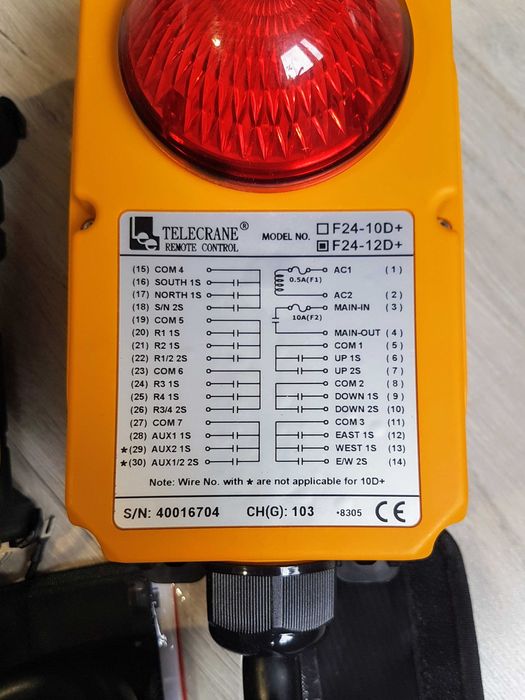 TELECRANE®
REMOTE CONTROL
MODEL NO. F24-10D+
F24-12D+
(15) COM 4
(16) SOUTH 1S
(17) NORTH 1S
(18) S/N 2S
(19) COM 5
(20) R1 1S
(21) R2 1S
(22) R1/2 2S
(23) COM 6
(24) R3 1S
(25) R4 1S
(26) R3/4 2S
(27) COM 7
(28) AUX1 1S
★(29) AUX2 1S
★(30) AUX1/2 2S
0.5A(F1)
10A(F2)
AC1 (1)
AC2 (2)
MAIN-IN (3)
MAIN-OUT (4)
COM 1 (5)
UP 1S (6)
UP 2S (7)
COM 2 (8)
DOWN 1S (9)
DOWN 2S (10)
COM 3 (11)
EAST 1S (12)
WEST 1S (13)
E/W 2S (14)
Note: Wire No. with ★ are not applicable for 10D+
S/N: 40016704 CH(G): 103 •8305 CE